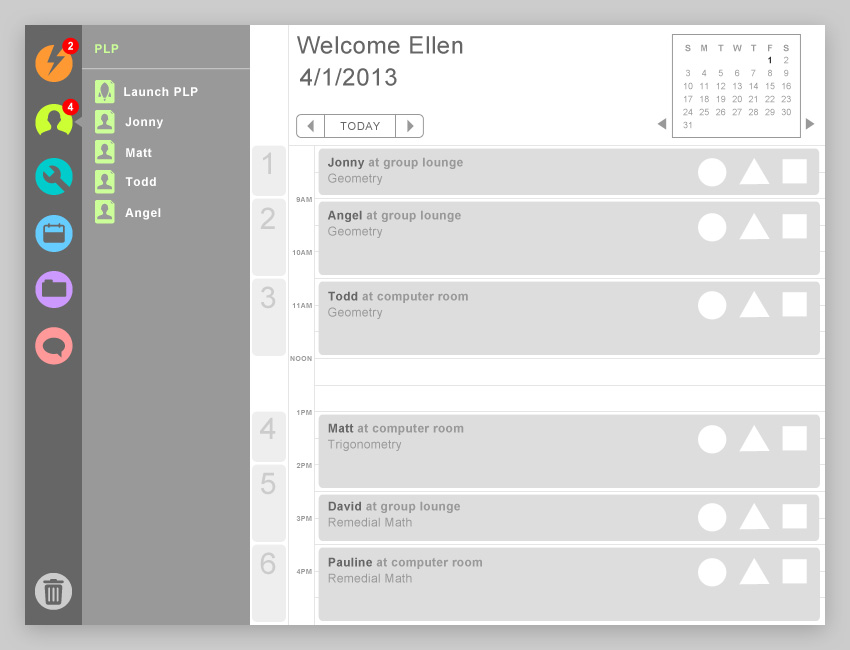 2
4
PLP
Launch PLP
Jonny
Matt
Todd
Angel
Welcome Ellen
4/1/2013
TODAY
S M T W T F S
1 2
3 4 5 6 7 8 9
10 11 12 13 14 15 16
17 18 19 20 21 22 23
24 25 26 27 28 29 30
31
1
Jonny at group lounge
Geometry
9AM
2
Angel at group lounge
Geometry
10AM
3
Todd at computer room
Geometry
11AM
NOON
1PM
4
Matt at computer room
Trigonometry
2PM
5
David at group lounge
Remedial Math
3PM
6
Pauline at computer room
Remedial Math
4PM